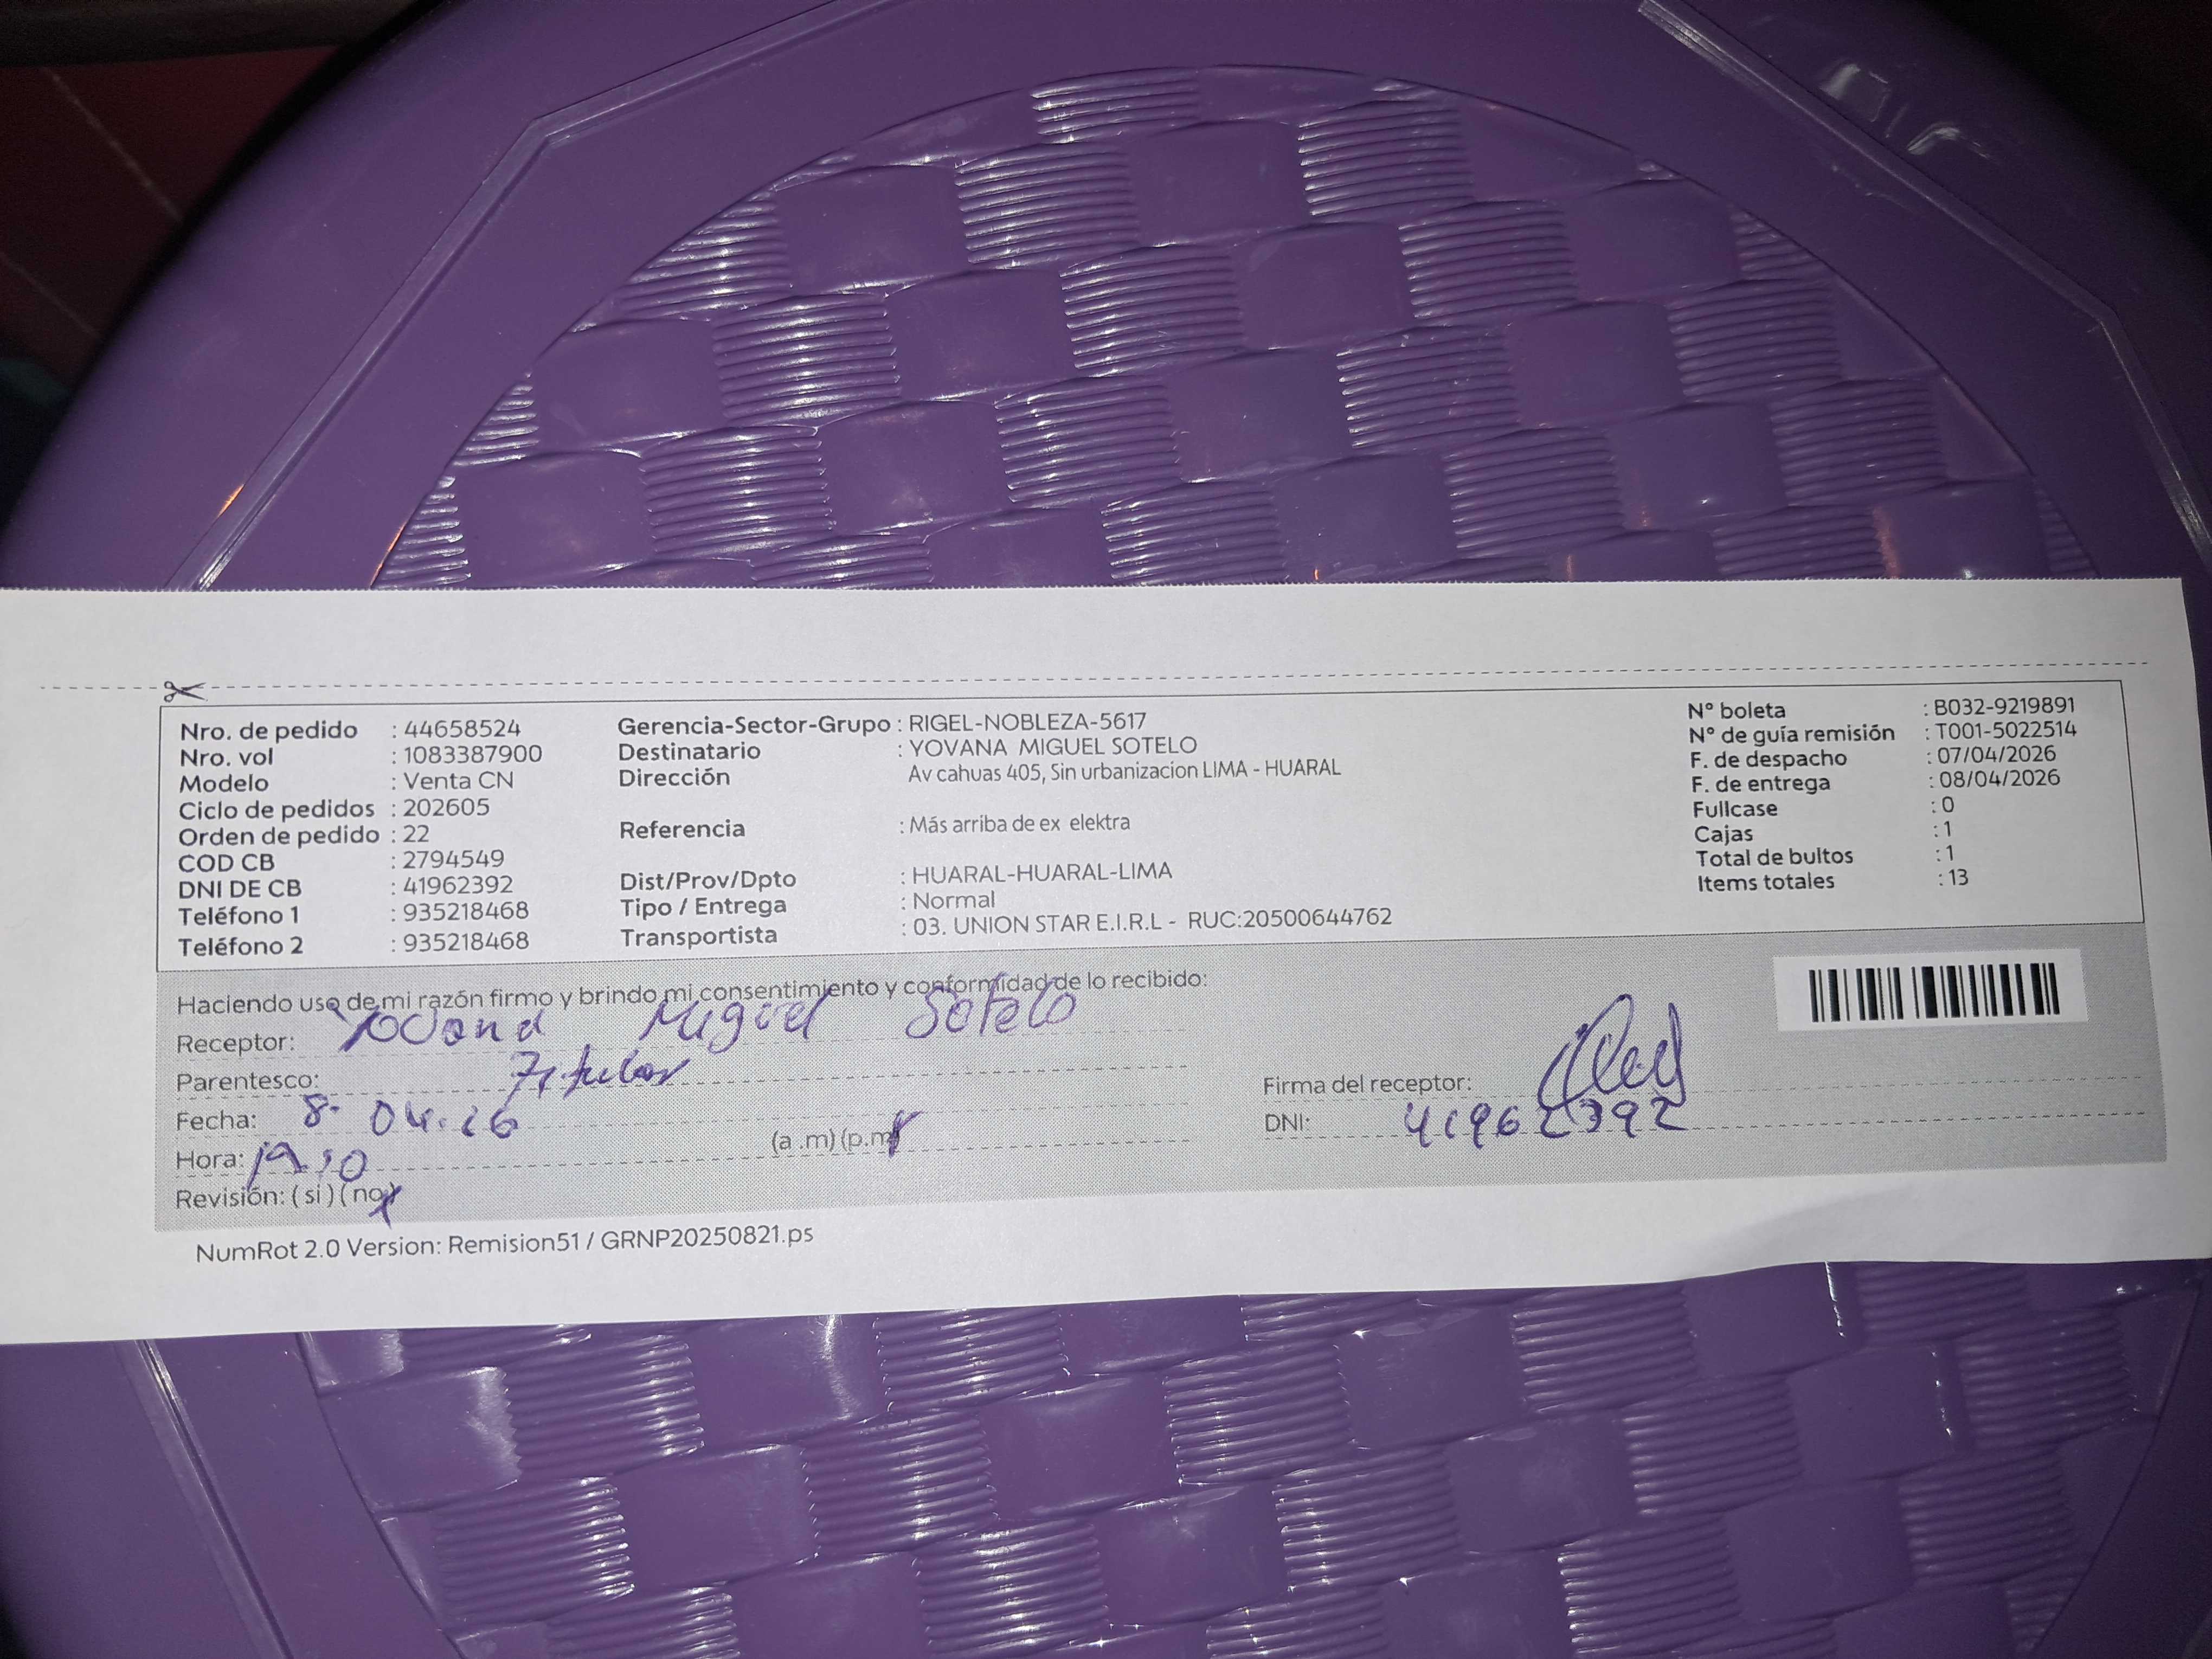 Nro. de pedido : 44658524
Nro. vol : 1083387900
Modelo : Venta CN
Ciclo de pedidos : 202605
Orden de pedido : 22
COD CB : 2794549
DNI DE CB : 41962392
Teléfono 1 : 935218468
Teléfono 2 : 935218468
Gerencia-Sector-Grupo : RIGEL-NOBLEZA-5617
Destinatario : YOVANA MIGUEL SOTELO
Dirección Av cahuas 405, Sin urbanizacion LIMA - HUARAL
Referencia : Más arriba de ex elektra
Dist/Prov/Dpto : HUARAL-HUARAL-LIMA
Tipo / Entrega : Normal
Transportista : 03. UNION STAR E.I.R.L - RUC:20500644762
N° boleta : B032-9219891
N° de guía remisión : T001-5022514
F. de despacho : 07/04/2026
F. de entrega : 08/04/2026
Fullcase : 0
Cajas : 1
Total de bultos : 1
Items totales : 13
Haciendo uso de mi razón firmo y brindo mi consentimiento y conformidad de lo recibido:
Receptor: Yovana Miguel Sotelo
Parentesco: Titular
Fecha: 8- 04.26
Hora: (a .m) (p.m)
Revisión: ( si ) ( no )
Firma del receptor:
DNI: 41962392
NumRot 2.0 Version: Remision51 / GRNP20250821.ps